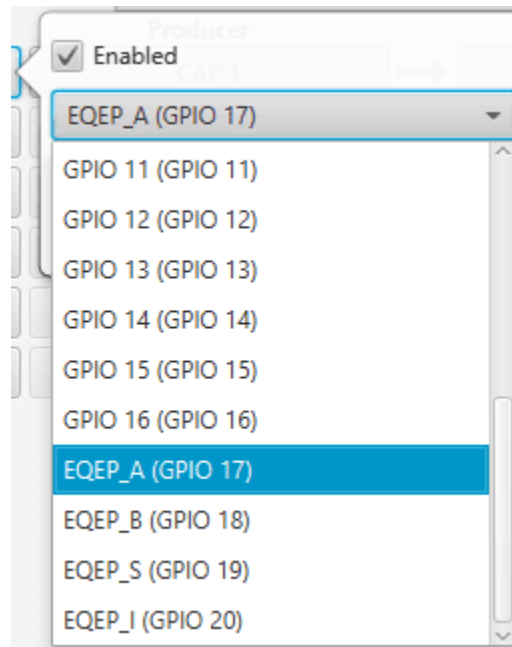 Producer
Enabled
EQEP_A (GPIO 17)
GPIO 11 (GPIO 11)
GPIO 12 (GPIO 12)
GPIO 13 (GPIO 13)
GPIO 14 (GPIO 14)
GPIO 15 (GPIO 15)
GPIO 16 (GPIO 16)
EQEP_A (GPIO 17)
EQEP_B (GPIO 18)
EQEP_S (GPIO 19)
EQEP_I (GPIO 20)